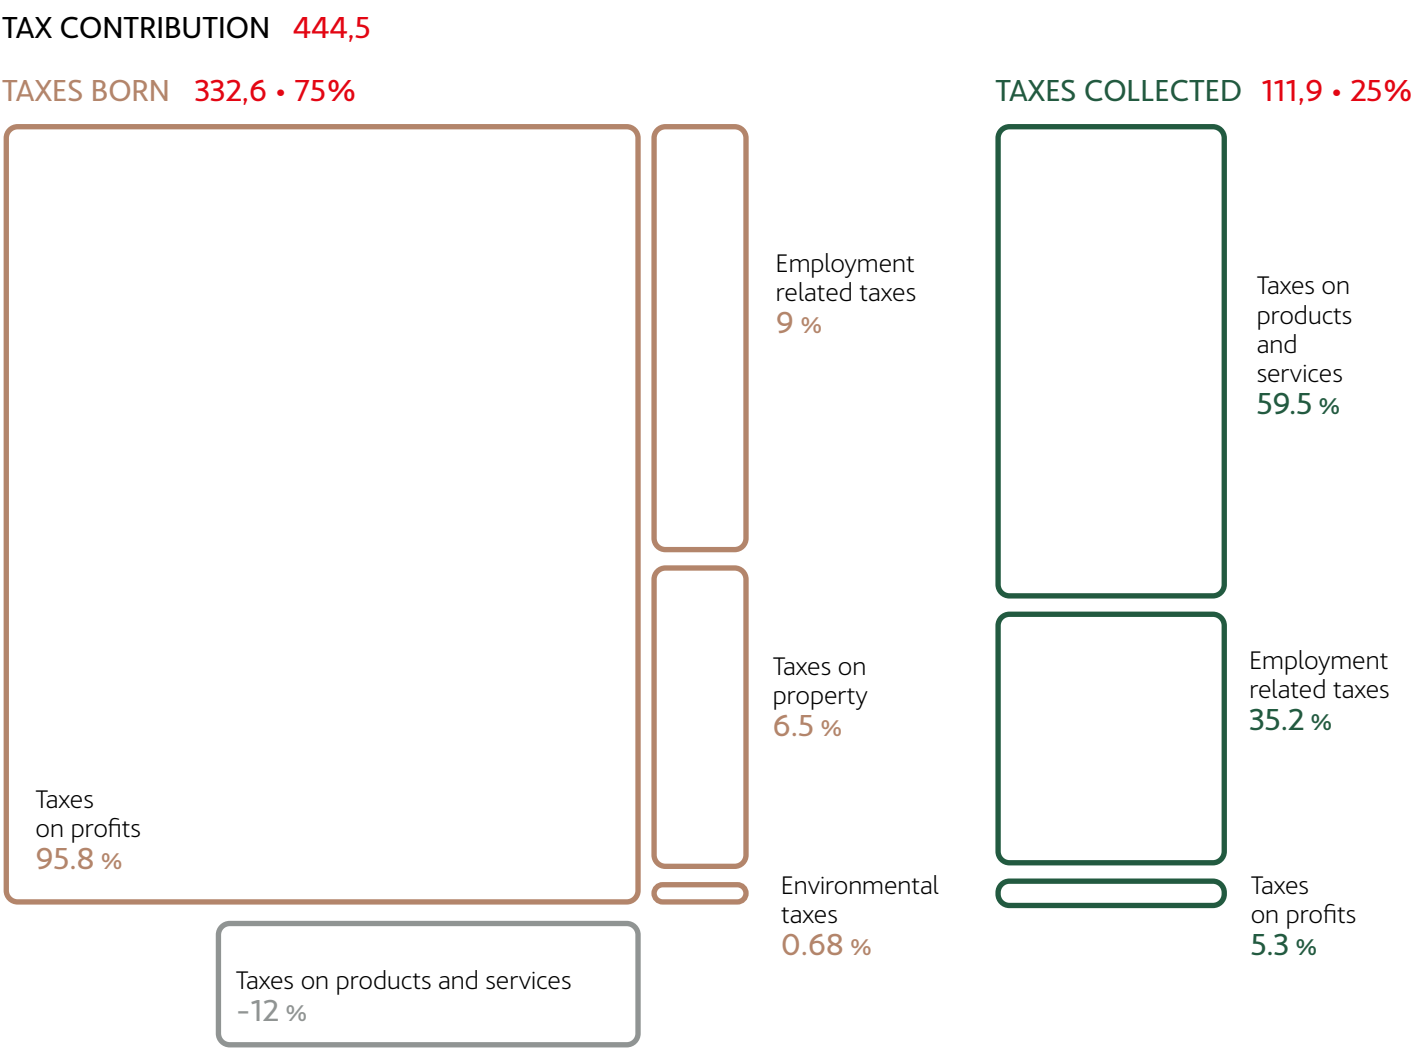 TAX CONTRIBUTION 444,5
TAXES BORN 332,6 • 75%
Taxes
on profits
95.8 %
Employment
related taxes
9 %
Taxes on
property
6.5 %
Environmental
taxes
0.68 %
Taxes on products and services
-12 %
TAXES COLLECTED 111,9 • 25%
Taxes on
products
and
services
59.5 %
Employment
related taxes
35.2 %
Taxes
on profits
5.3 %